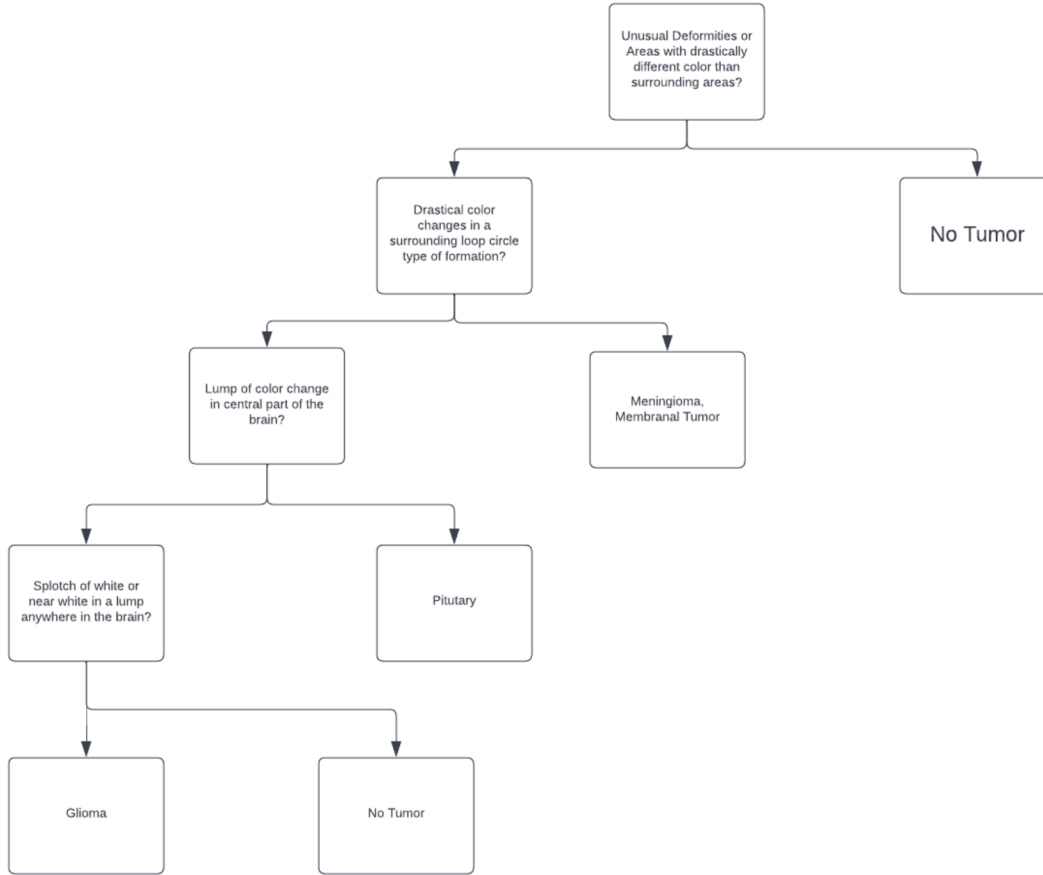 Unusual Deformities or
Areas with drastically
different color than
surrounding areas?
Drastical color
changes in a
surrounding loop circle
type of formation?
No Tumor
Lump of color change
in central part of the
brain?
Meningioma,
Membranal Tumor
Splotch of white or
near white in a lump
anywhere in the brain?
Pitutary
Glioma
No Tumor